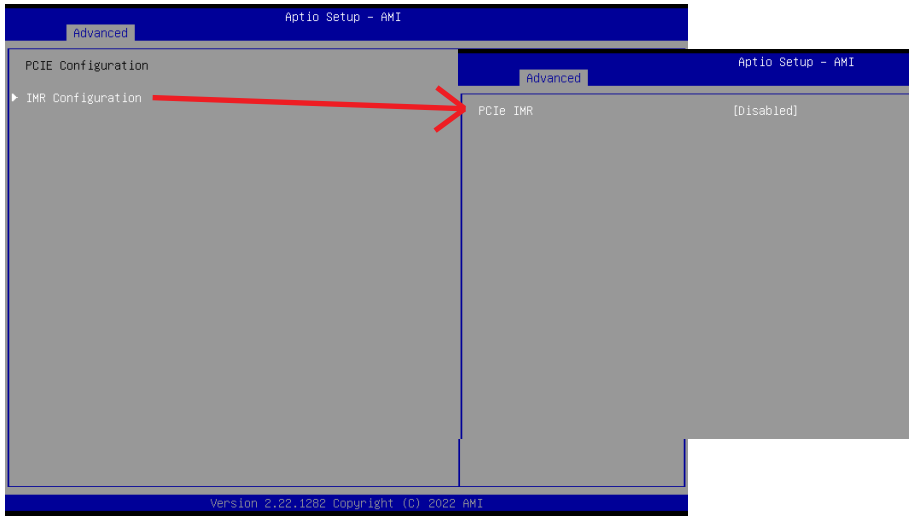 Aptio Setup – AMI
Advanced
PCIE Configuration
IMR Configuration
Aptio Setup – AMI
Advanced
PCIe IMR [Disabled]
Version 2.22.1282 Copyright (C) 2022 AMI